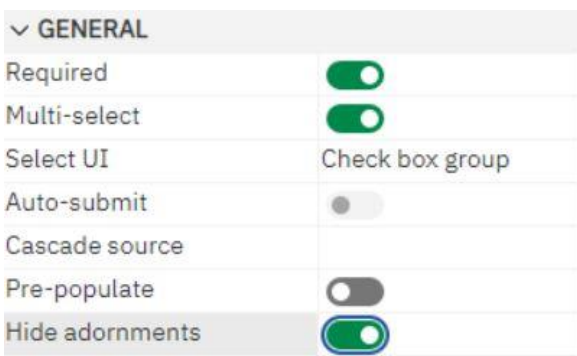 GENERAL
Required
Multi-select
Select UI Check box group
Auto-submit
Cascade source
Pre-populate
Hide adornments